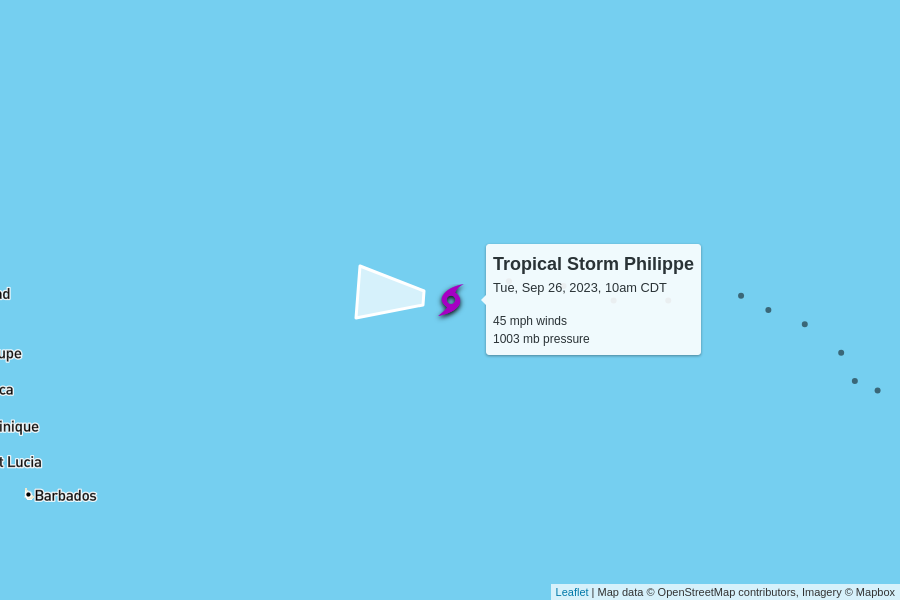 Tropical Storm Philippe
Tue, Sep 26, 2023, 10am CDT
45 mph winds
1003 mb pressure
nd
upe
ca
inique
t Lucia
Barbados
Leaflet | Map data © OpenStreetMap contributors, Imagery © Mapbox